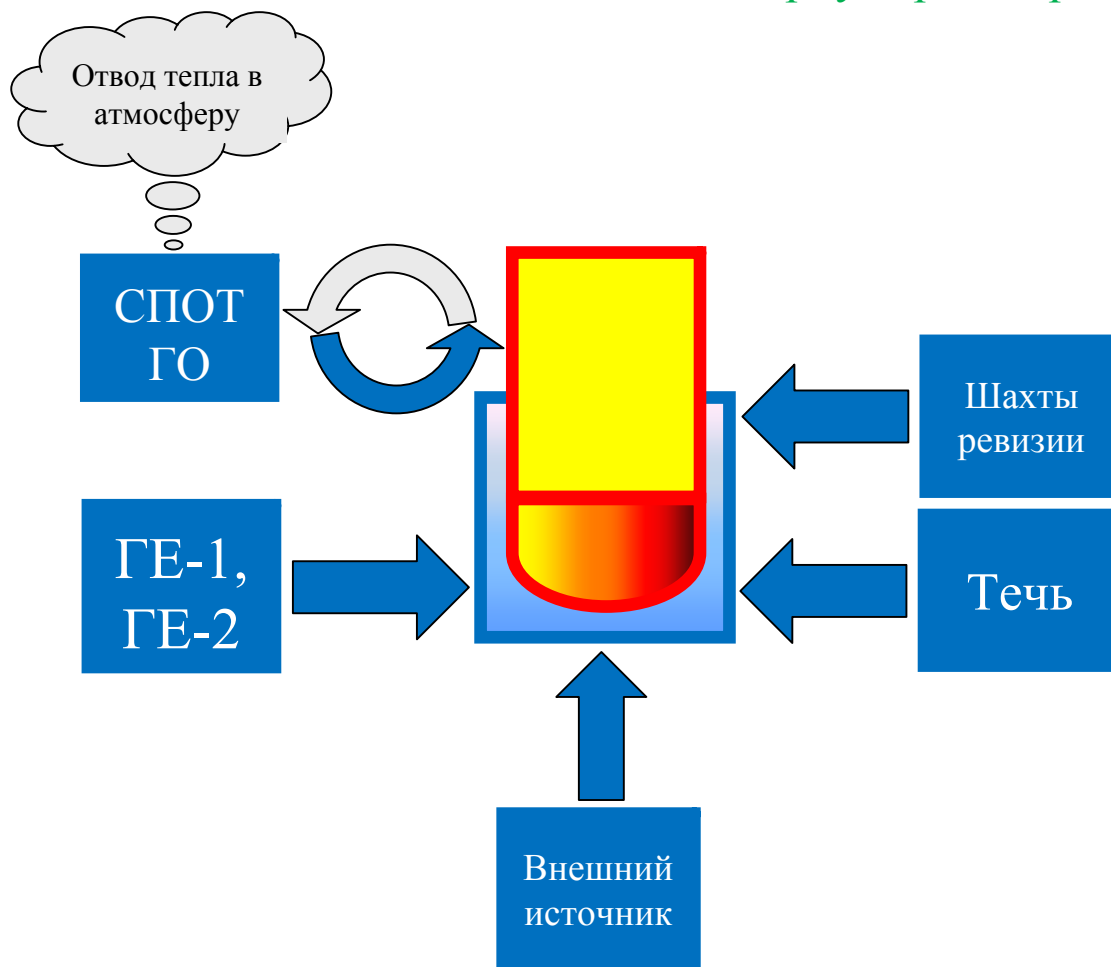 Отвод тепла в
атмосферу
СПОТ
ГО
Шахты
ревизии
ГЕ-1,
ГЕ-2
Течь
Внешний
источник